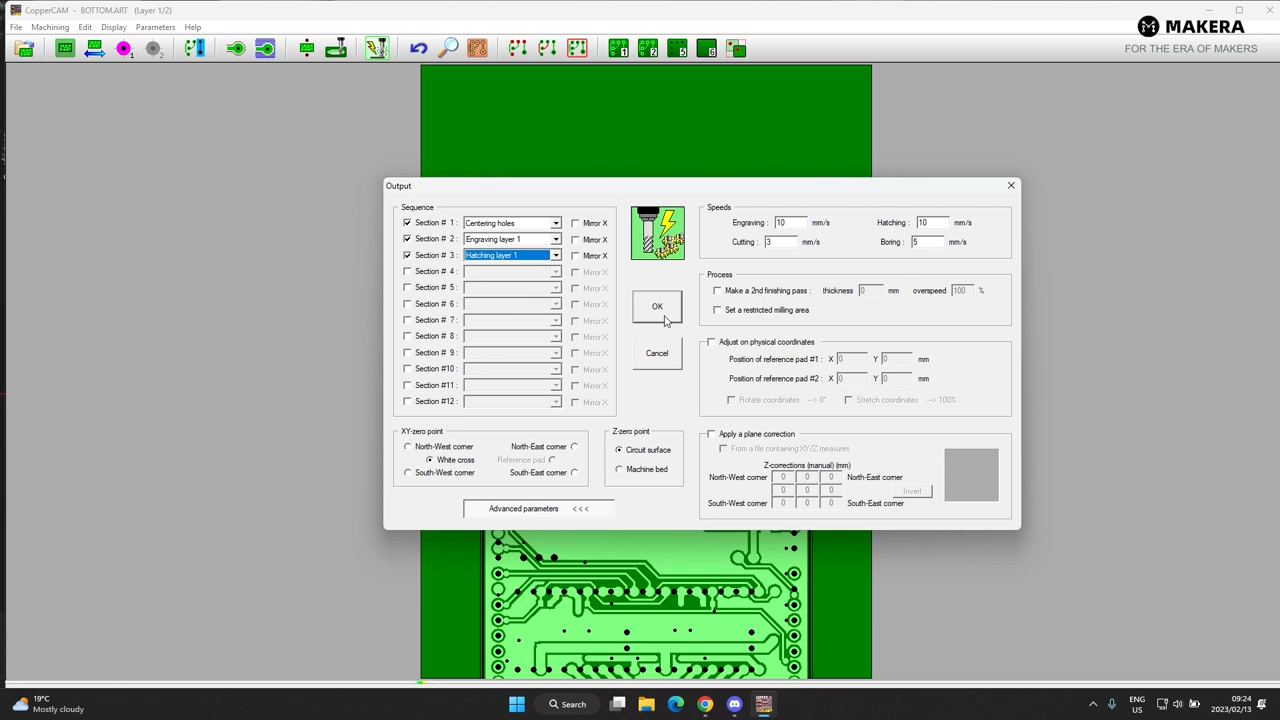 CopperCAM - BOTTOM.ART (Layer 1/2)
File Machining Edit Display Parameters Help
MAKERA
FOR THE ERA OF MAKERS
1 2 1 2 5 6
Output
Sequence
Section # 1 : Centering holes Mirror X
Section # 2 : Engraving layer 1 Mirror X
Section # 3 : Hatching layer 1 Mirror X
Section # 4 : Mirror X
Section # 5 : Mirror X
Section # 6 : Mirror X
Section # 7 : Mirror X
Section # 8 : Mirror X
Section # 9 : Mirror X
Section #10 : Mirror X
Section #11 : Mirror X
Section #12 : Mirror X
OK
Cancel
XY-zero point
North-West corner North-East corner
White cross Reference pad
South-West corner South-East corner
Z-zero point
Circuit surface
Machine bed
Advanced parameters <<<
Speeds
Engraving : 10 mm/s Hatching : 10 mm/s
Cutting : 3 mm/s Boring : 5 mm/s
Process
Make a 2nd finishing pass : thickness 0 mm overspeed 100 %
Set a restricted milling area
Adjust on physical coordinates
Position of reference pad #1 : X 0 Y 0 mm
Position of reference pad #2 : X 0 Y 0 mm
Rotate coordinates --> 0° Stretch coordinates --> 100%
Apply a plane correction
From a file containing XY/Z measures
Z-corrections (manual) (mm)
North-West corner 0 0 0 North-East corner
0 0 0 Invert
South-West corner 0 0 0 South-East corner
19°C
Mostly cloudy
Search
ENG
US
09:24
2023/02/13